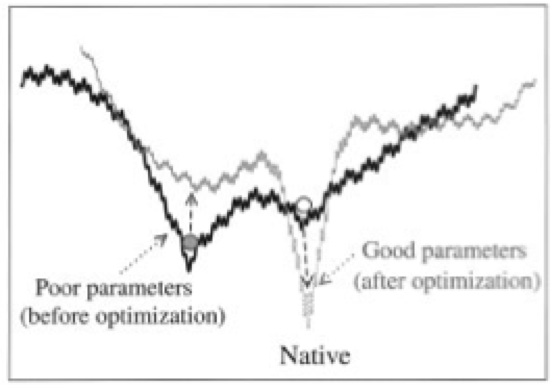 Good parameters
(after optimization)
Poor parameters
(before optimization)
Native